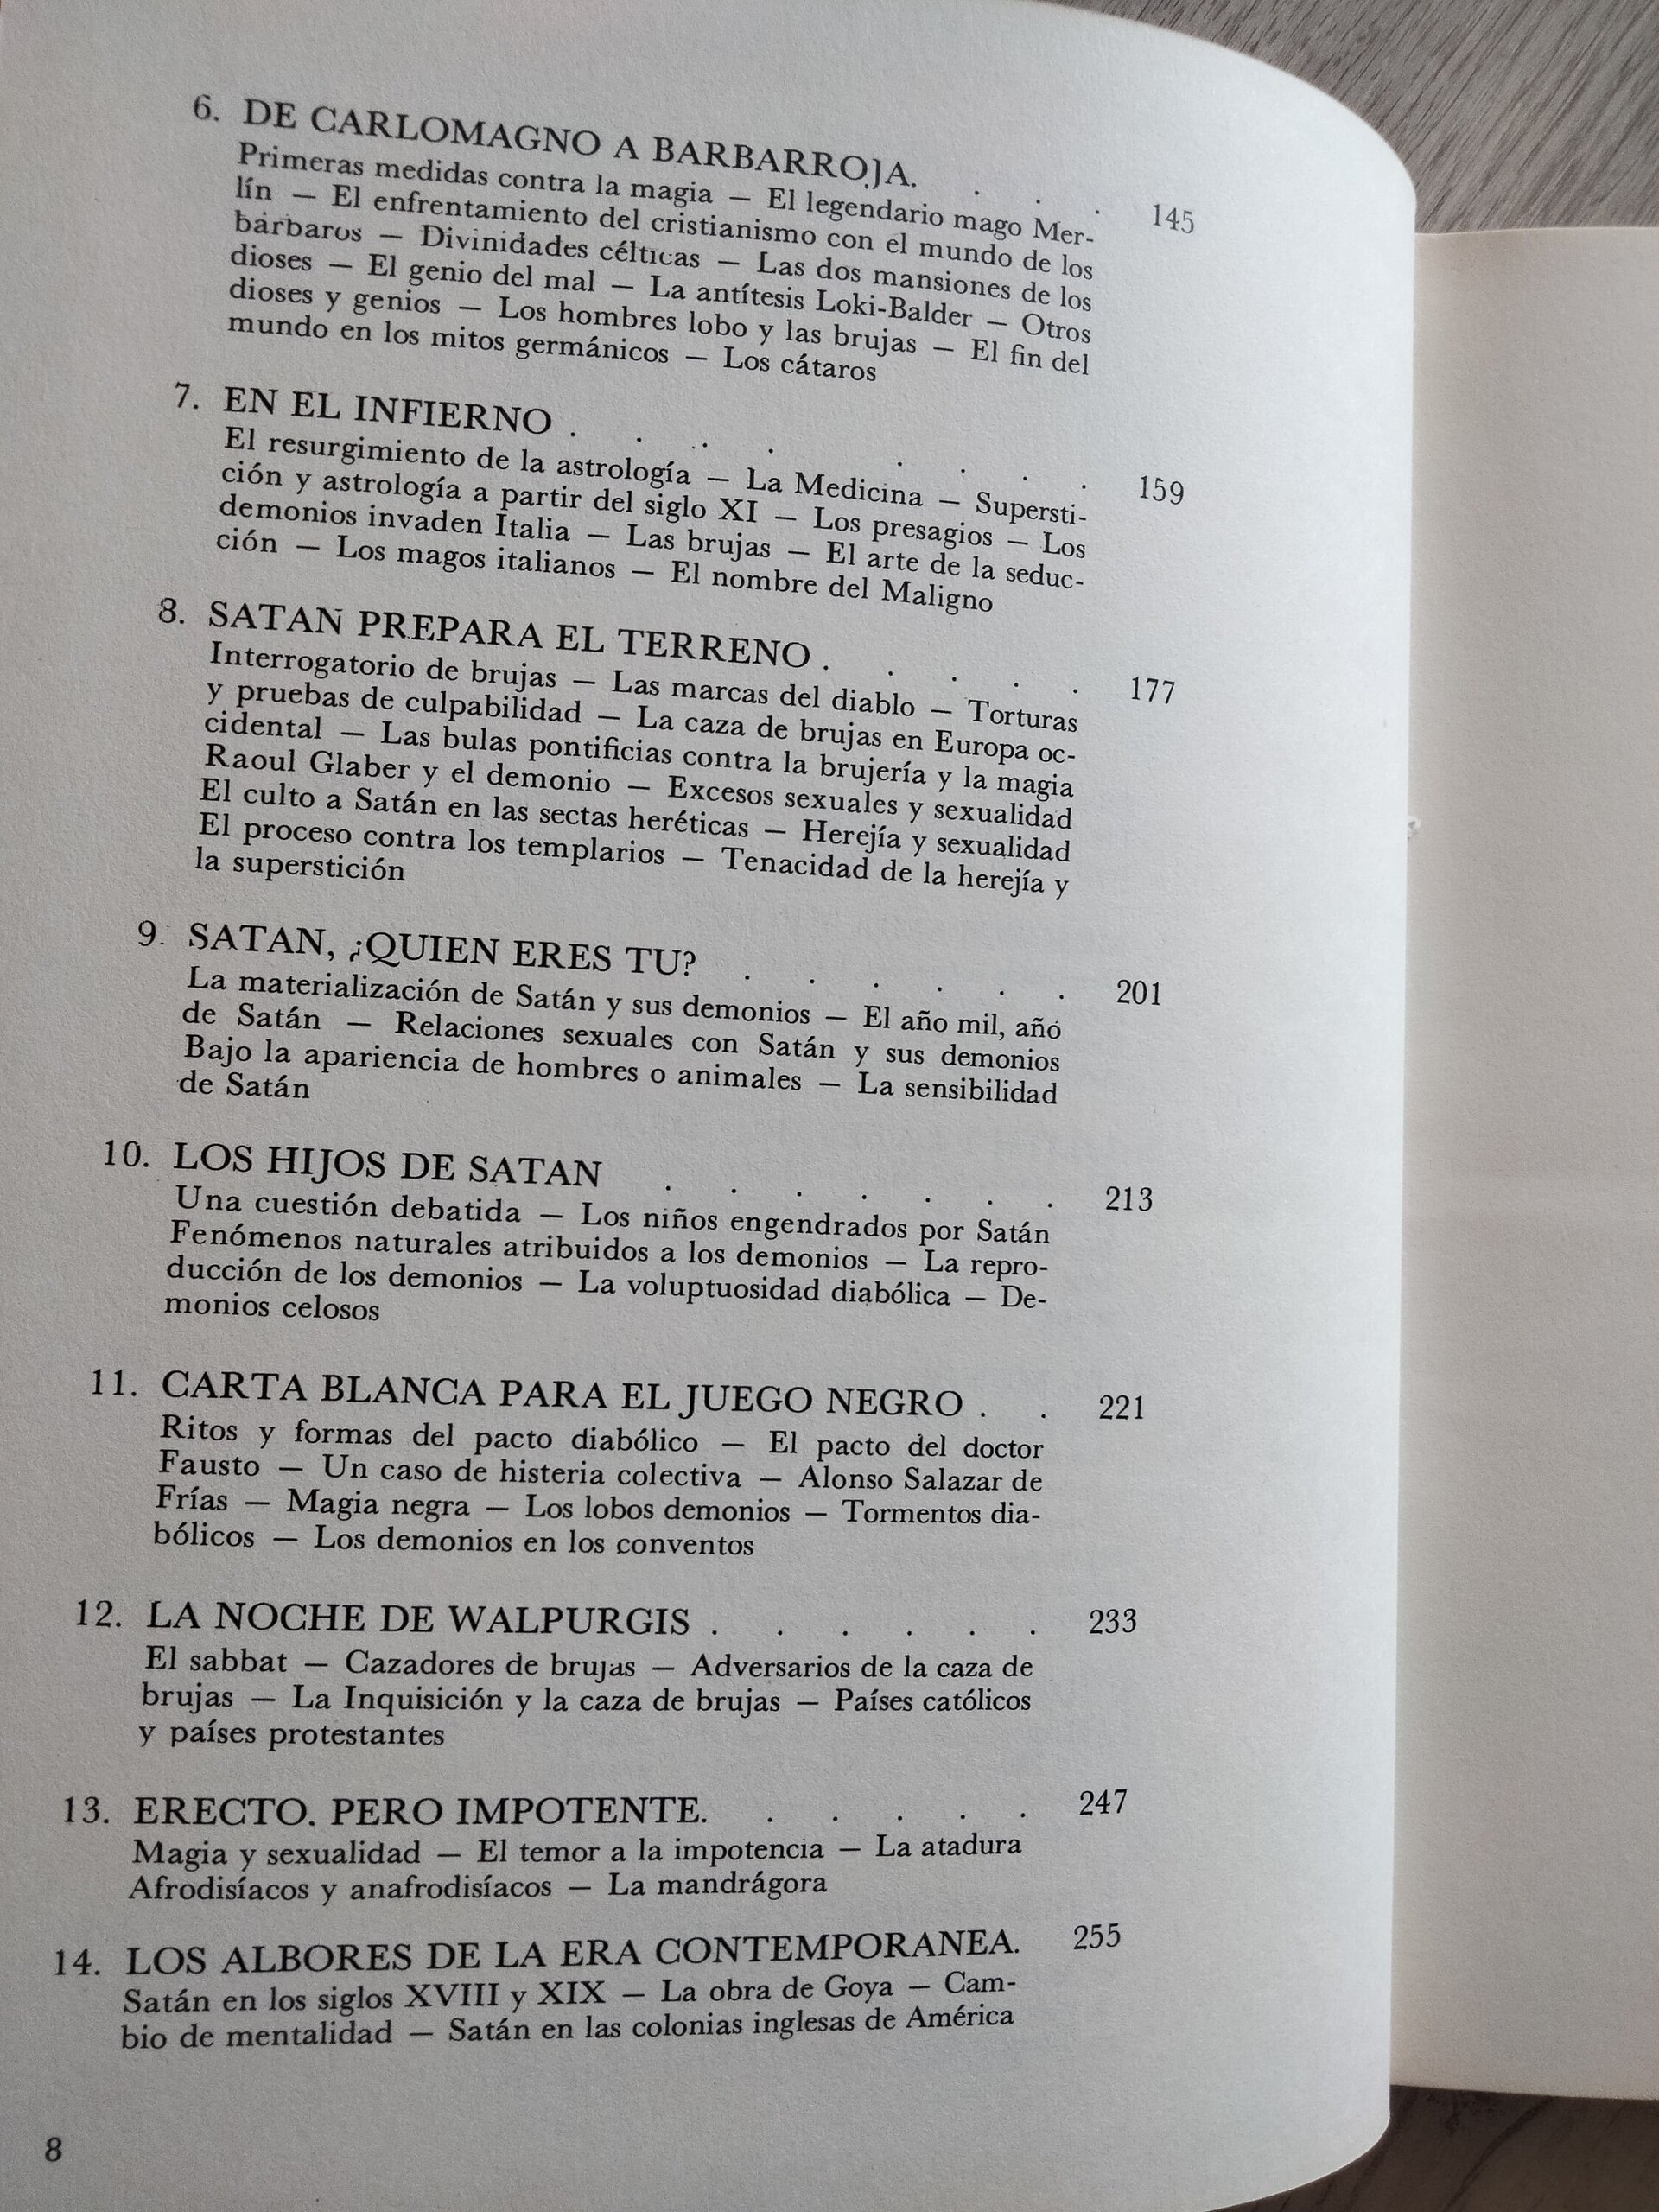 6. DE CARLOMAGNO A BARBARROJA. . . . 145
Primeras medidas contra la magia — El legendario mago Mer-
lín — El enfrentamiento del cristianismo con el mundo de los
bárbaros — Divinidades célticas — Las dos mansiones de los
dioses — El genio del mal — La antítesis Loki-Balder — Otros
dioses y genios — Los hombres lobo y las brujas — El fin del
mundo en los mitos germánicos — Los cátaros
7. EN EL INFIERNO . . . . . . . . 159
El resurgimiento de la astrología — La Medicina — Supersti-
ción y astrología a partir del siglo XI — Los presagios — Los
demonios invaden Italia — Las brujas — El arte de la seduc-
ción — Los magos italianos — El nombre del Maligno
8. SATAN PREPARA EL TERRENO . . . . . 177
Interrogatorio de brujas — Las marcas del diablo — Torturas
y pruebas de culpabilidad — La caza de brujas en Europa oc-
cidental — Las bulas pontificias contra la brujería y la magia
Raoul Glaber y el demonio — Excesos sexuales y sexualidad
El culto a Satán en las sectas heréticas — Herejía y sexualidad
El proceso contra los templarios — Tenacidad de la herejía y
la superstición
9. SATAN, ¿QUIEN ERES TU? . . . . . . 201
La materialización de Satán y sus demonios — El año mil, año
de Satán — Relaciones sexuales con Satán y sus demonios
Bajo la apariencia de hombres o animales — La sensibilidad
de Satán
10. LOS HIJOS DE SATAN . . . . . . . 213
Una cuestión debatida — Los niños engendrados por Satán
Fenómenos naturales atribuidos a los demonios — La repro-
ducción de los demonios — La voluptuosidad diabólica — De-
monios celosos
11. CARTA BLANCA PARA EL JUEGO NEGRO . . 221
Ritos y formas del pacto diabólico — El pacto del doctor
Fausto — Un caso de histeria colectiva — Alonso Salazar de
Frías — Magia negra — Los lobos demonios — Tormentos dia-
bólicos — Los demonios en los conventos
12. LA NOCHE DE WALPURGIS . . . . . . 233
El sabbat — Cazadores de brujas — Adversarios de la caza de
brujas — La Inquisición y la caza de brujas — Países católicos
y países protestantes
13. ERECTO. PERO IMPOTENTE. . . . . . 247
Magia y sexualidad — El temor a la impotencia — La atadura
Afrodisíacos y anafrodisíacos — La mandrágora
14. LOS ALBORES DE LA ERA CONTEMPORANEA. 255
Satán en los siglos XVIII y XIX — La obra de Goya — Cam-
bio de mentalidad — Satán en las colonias inglesas de América
8